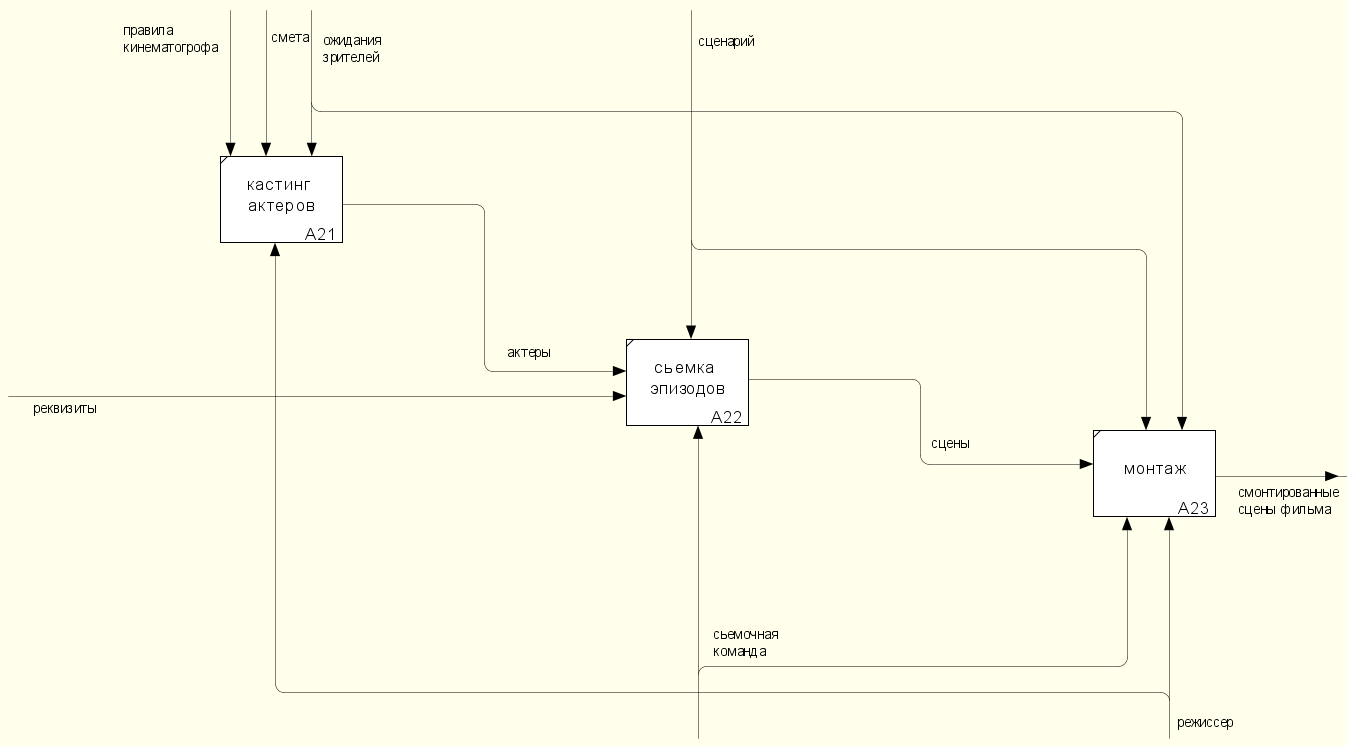 правила
кинематогрофа
смета
ожидания
зрителей
сценарий
кастинг
актеров
A21
актеры
сьемка
эпизодов
A22
реквизиты
сцены
монтаж
A23
смонтированные
сцены фильма
сьемочная
команда
режиссер